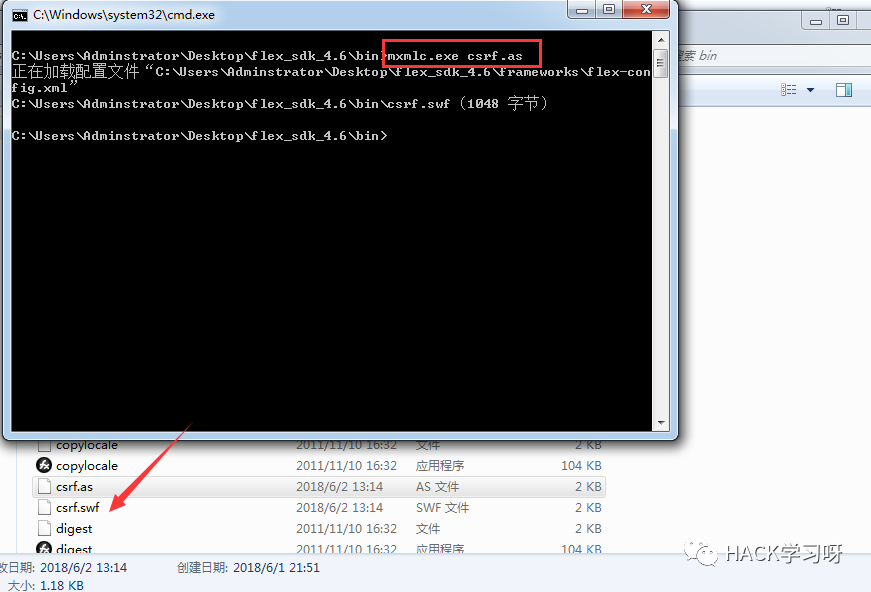 C:\Windows\system32\cmd.exe
C:\Users\Adminstrator\Desktop\flex_sdk_4.6\bin>mxmlc.exe csrf.as
正在加载配置文件“C:\Users\Adminstrator\Desktop\flex_sdk_4.6\frameworks\flex-con
fig.xml”
C:\Users\Adminstrator\Desktop\flex_sdk_4.6\bin\csrf.swf (1048 字节)
C:\Users\Adminstrator\Desktop\flex_sdk_4.6\bin>
bin
copylocale 2011/11/10 16:32 文件 2 KB
copylocale 2011/11/10 16:32 应用程序 104 KB
csrf.as 2018/6/2 13:14 AS 文件 2 KB
csrf.swf 2018/6/2 13:14 SWF 文件 2 KB
digest 2011/11/10 16:32 文件 2 KB
digest 2011/11/10 16:32 应用程序 104 KB
日期: 2018/6/2 13:14 创建日期: 2018/6/1 21:51
大小: 1.18 KB
HACK学习呀